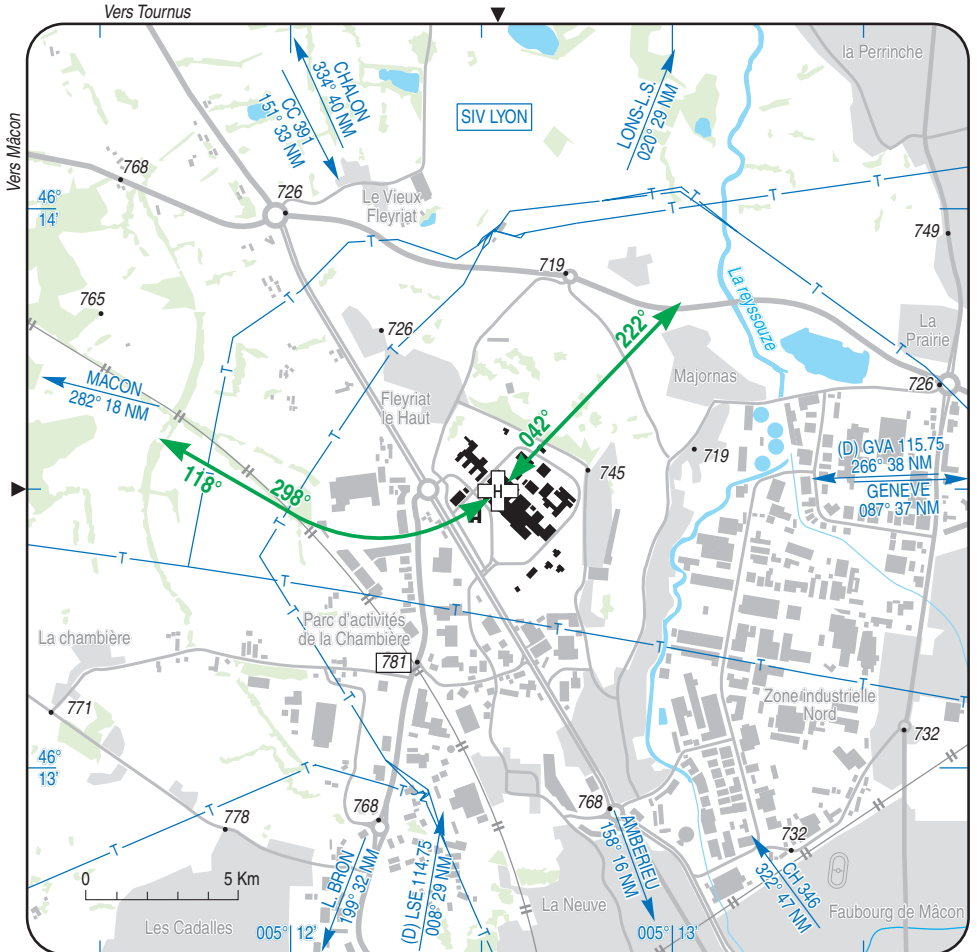 Vers Tournus
Vers Mâcon
la Perrinche
CHALON
334° 40 NM
CC 391
151° 33 NM
SIV LYON
LONS-L.S.
020° 29 NM
768
46°
14'
726
Le Vieux
Fleyriat
T
T
T
749
T
719
765
T
726
La reyssouze
T
La
Prairie
T
T
T
222°
MACON
282° 18 NM
Fleyriat
le Haut
Majornas
726
042°
118°
298°
H
745
719
(D) GVA 115.75
266° 38 NM
GENEVE
087° 37 NM
T
T
T
T
La chambière
Parc d'activités
de la Chambière
781
T
T
T
771
T
Zone industrielle
Nord
732
46°
13'
T
T
T
778
768
768
732
0
5 Km
L. BRON
199° 32 NM
(D) LSE 114.75
008° 29 NM
AMBERIEU
158° 16 NM
CH 346
322° 47 NM
Les Cadalles
005° 12'
T
La Neuve
005° 13'
Faubourg de Mâcon